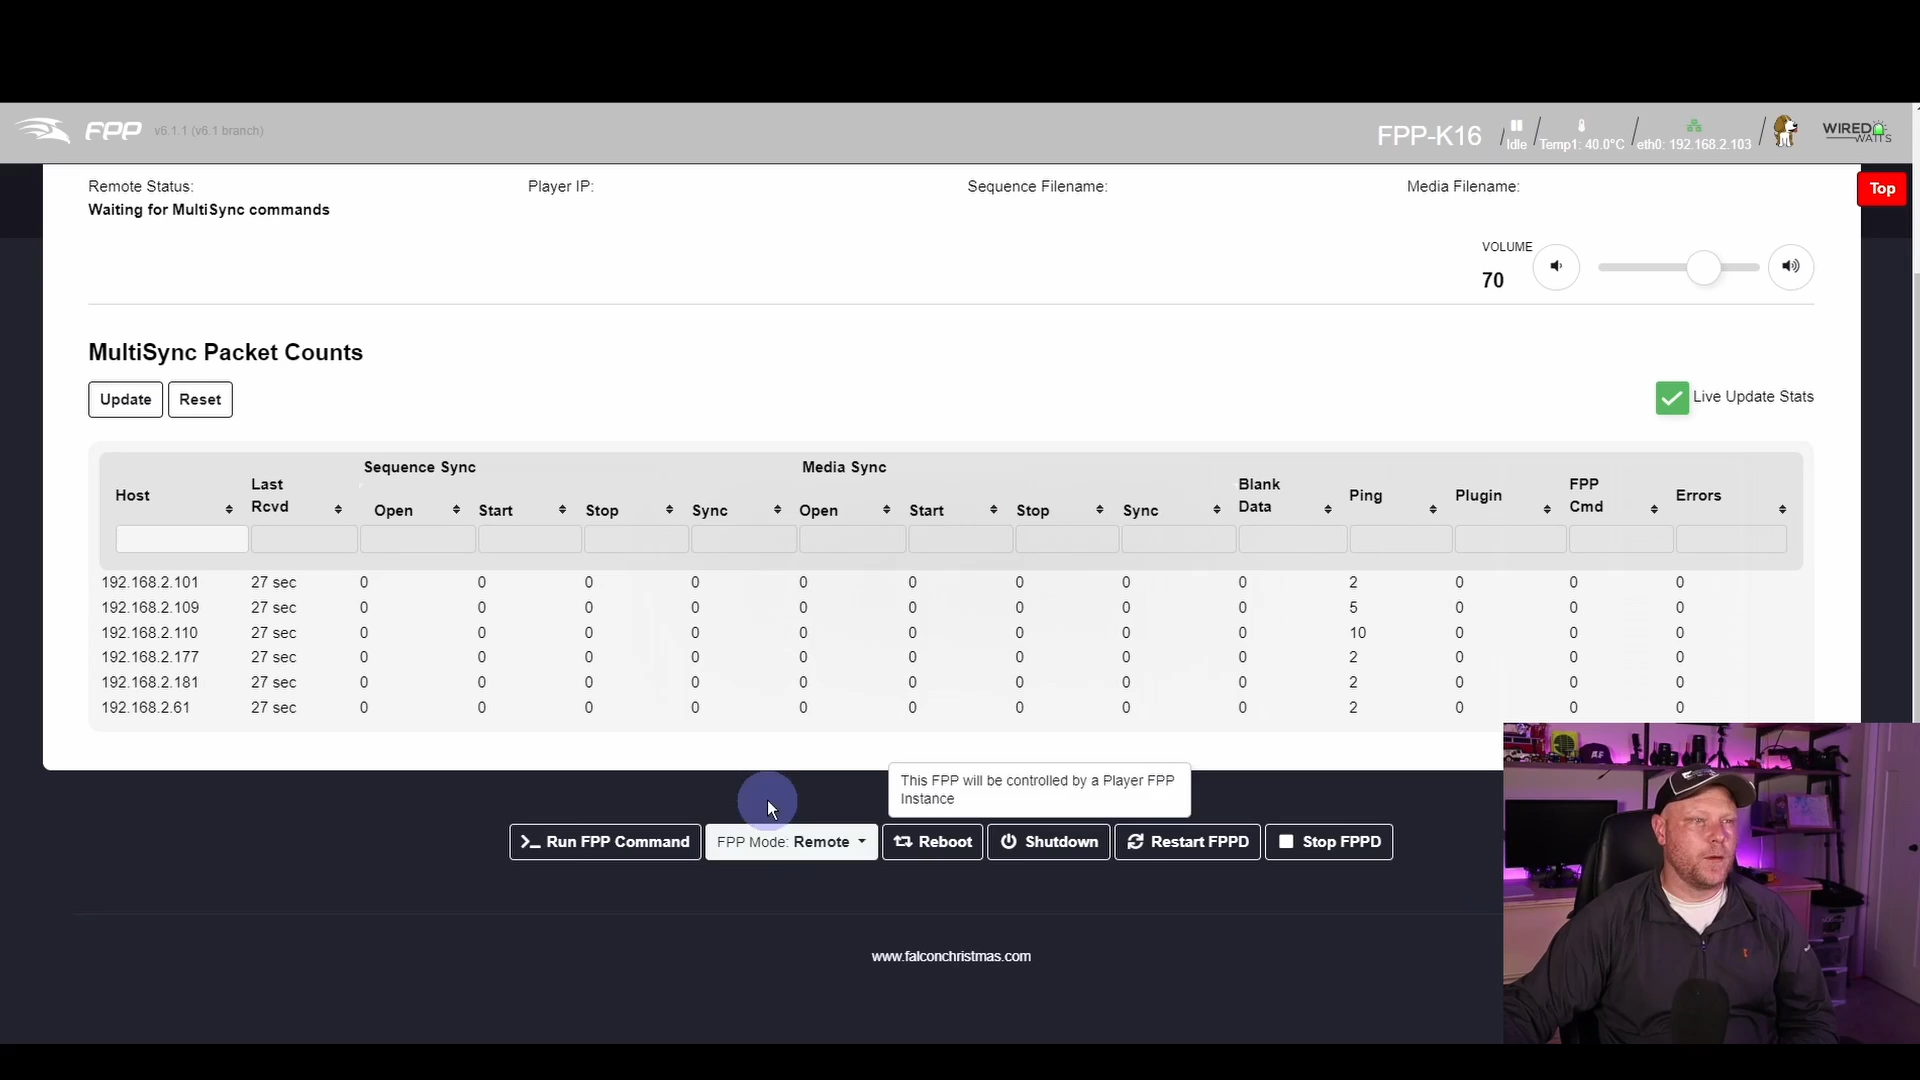 FPP v6.1.1 (v6.1 branch)
FPP-K16
Idle
Temp1: 40.0°C
eth0: 192.168.2.103
WIRED WATTS
Remote Status:
Waiting for MultiSync commands
Player IP:
Sequence Filename:
Media Filename:
Top
VOLUME
70
MultiSync Packet Counts
Update Reset
Live Update Stats
Sequence Sync Media Sync
Host Last Rcvd Open Start Stop Sync Open Start Stop Sync Blank Data Ping Plugin FPP Cmd Errors
192.168.2.101 27 sec 0 0 0 0 0 0 0 0 0 2 0 0 0
192.168.2.109 27 sec 0 0 0 0 0 0 0 0 0 5 0 0 0
192.168.2.110 27 sec 0 0 0 0 0 0 0 0 0 10 0 0 0
192.168.2.177 27 sec 0 0 0 0 0 0 0 0 0 2 0 0 0
192.168.2.181 27 sec 0 0 0 0 0 0 0 0 0 2 0 0 0
192.168.2.61 27 sec 0 0 0 0 0 0 0 0 0 2 0 0 0
This FPP will be controlled by a Player FPP
Instance
Run FPP Command FPP Mode: Remote Reboot Shutdown Restart FPPD Stop FPPD
www.falconchristmas.com